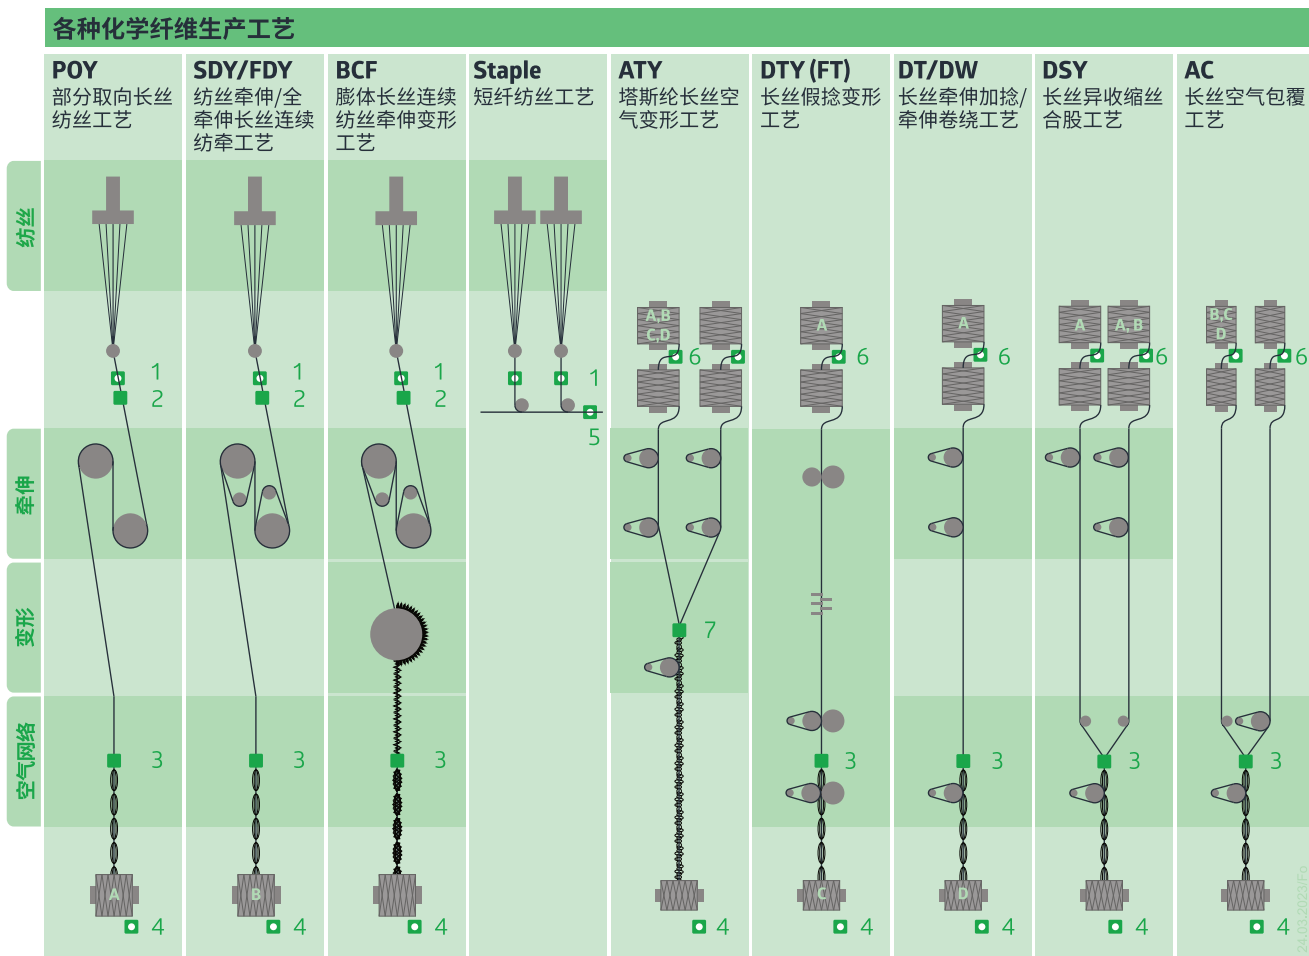 各种化学纤维生产工艺
POY
部分取向长丝
纺丝工艺
SDY/FDY
纺丝牵伸/全
牵伸长丝连续
纺牵工艺
BCF
膨体长丝连续
纺丝牵伸变形
工艺
Staple
短纤纺丝工艺
ATY
塔斯纶长丝空
气变形工艺
DTY (FT)
长丝假捻变形
工艺
DT/DW
长丝牵伸加捻/
牵伸卷绕工艺
DSY
长丝异收缩丝
合股工艺
AC
长丝空气包覆
工艺
纺丝
A,B
C,D
A
A
A
A, B
B,C
D
6
6
6
6
6
1
1
1
1
2
2
2
5
牵伸
变形
7
空气网络
3
3
3
3
3
3
3
A
B
C
D
4
4
4
4
4
4
4
4
24.03.2023/Fo